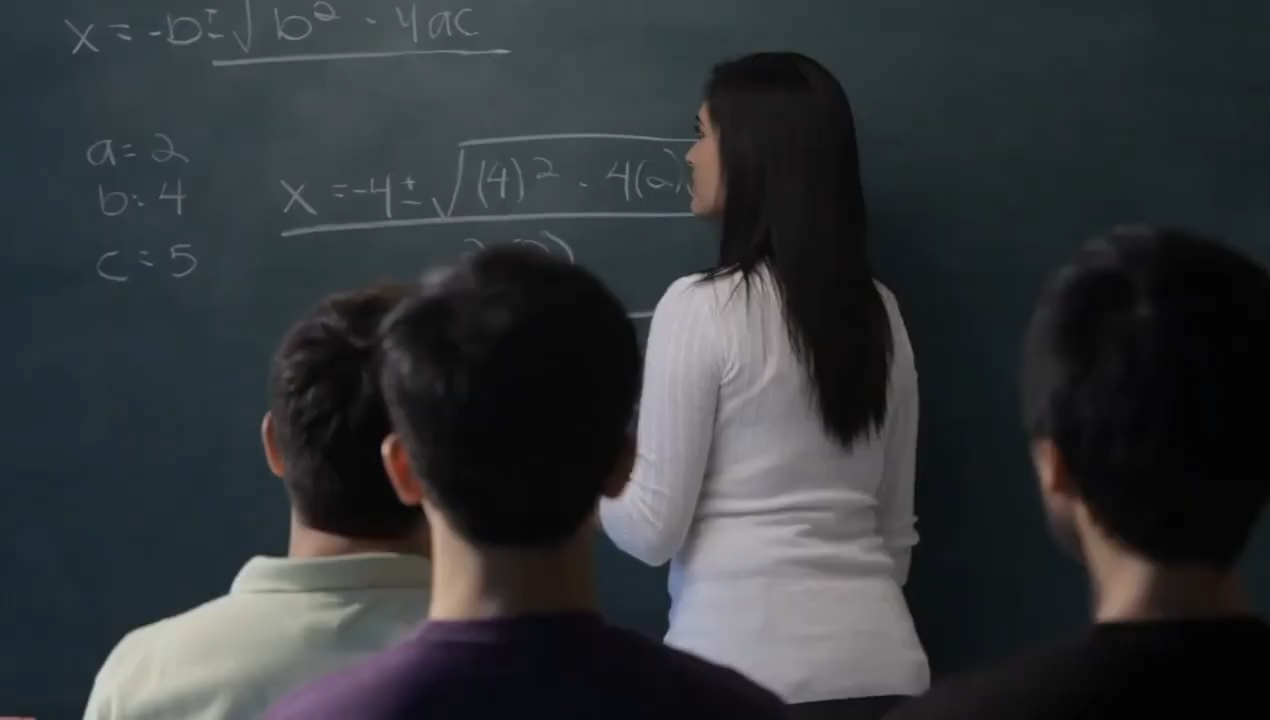 x = -b ± √b² - 4ac
a = 2
b: 4
x = -4 ± √(4)² - 4(2)
c = 5